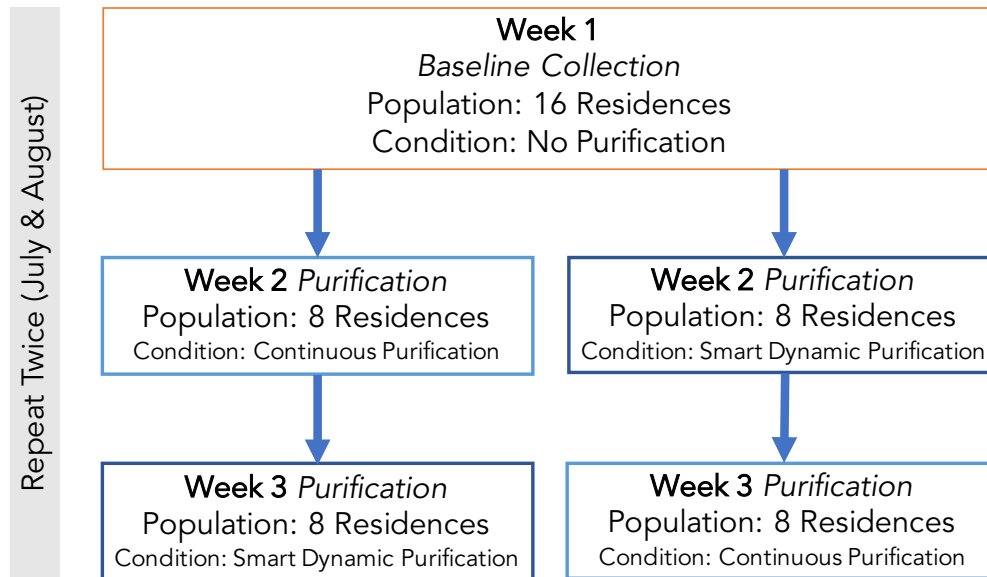 Repeat Twice (July & August)
Week 1
Baseline Collection
Population: 16 Residences
Condition: No Purification
Week 2 Purification
Population: 8 Residences
Condition: Continuous Purification
Week 2 Purification
Population: 8 Residences
Condition: Smart Dynamic Purification
Week 3 Purification
Population: 8 Residences
Condition: Smart Dynamic Purification
Week 3 Purification
Population: 8 Residences
Condition: Continuous Purification